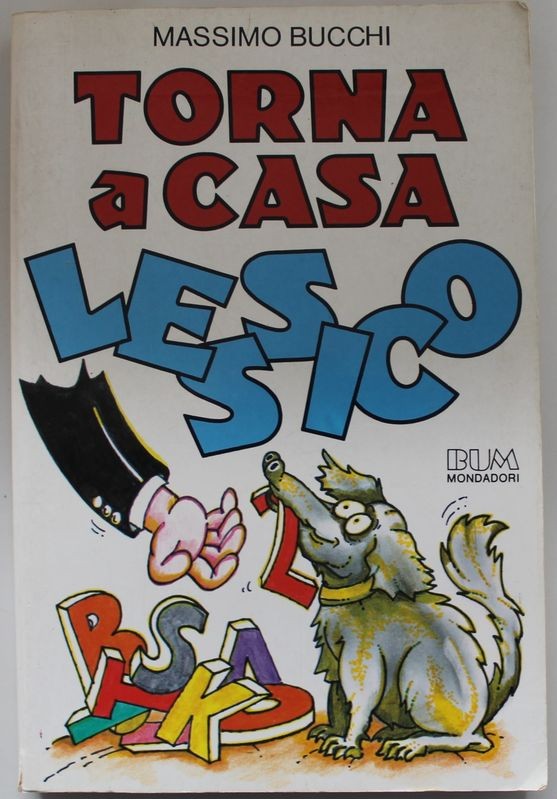 MASSIMO BUCCHI
TORNA
a CASA
LESSICO
BUM
MONDADORI
L
R
T
S
K
A
O